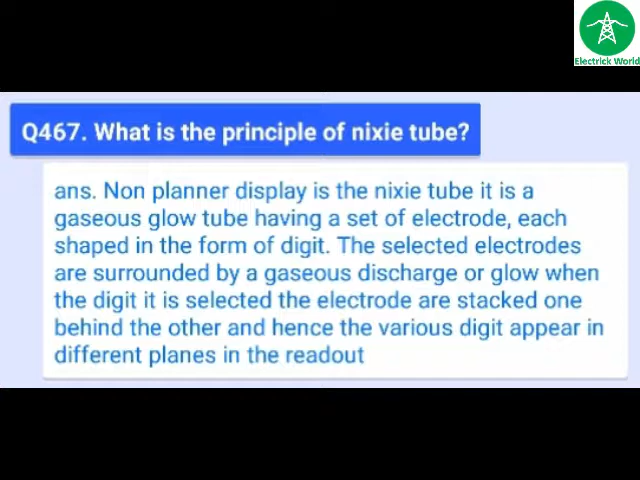 Electrick World
Q467. What is the principle of nixie tube?
ans. Non planner display is the nixie tube it is a
gaseous glow tube having a set of electrode, each
shaped in the form of digit. The selected electrodes
are surrounded by a gaseous discharge or glow when
the digit it is selected the electrode are stacked one
behind the other and hence the various digit appear in
different planes in the readout